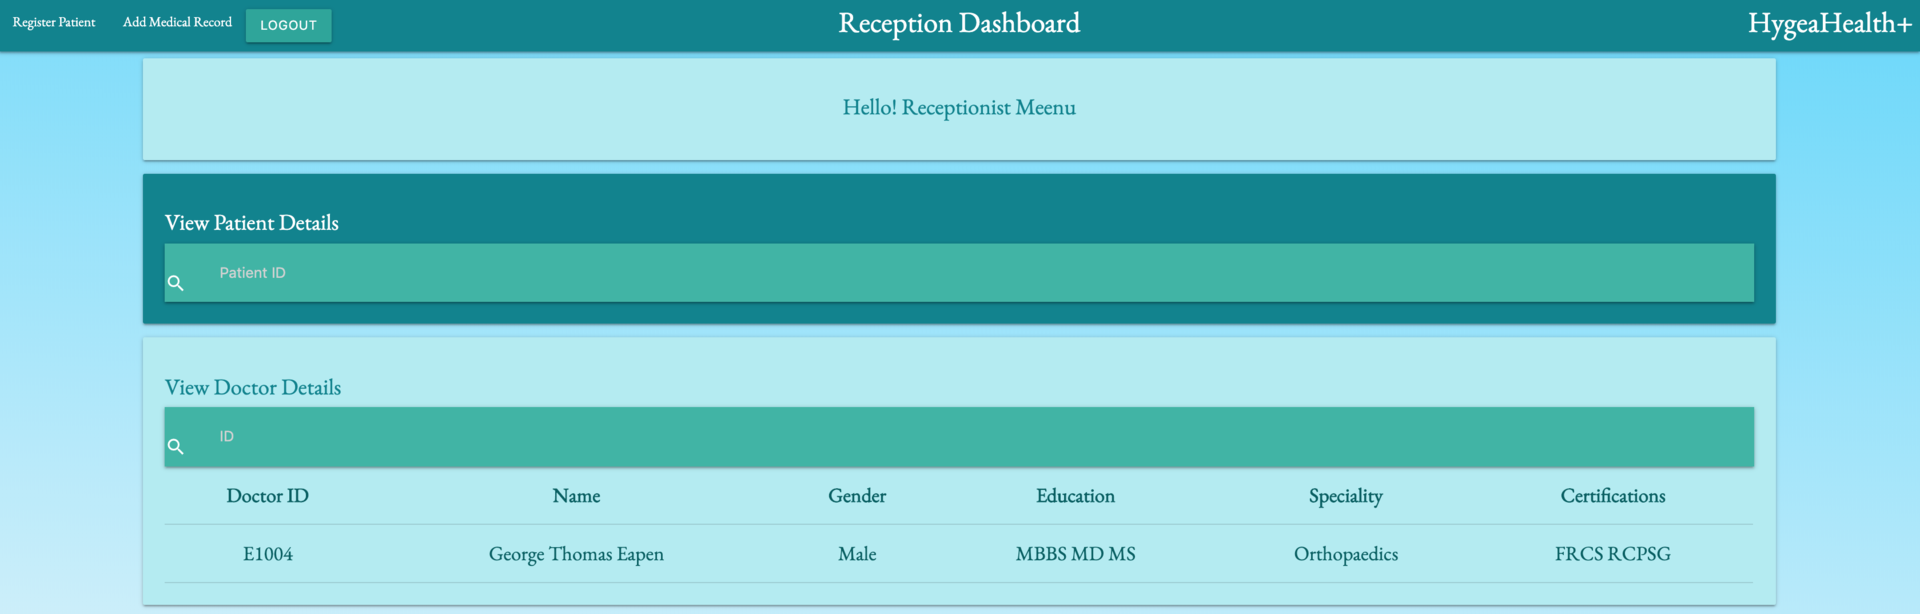 Register Patient Add Medical Record LOGOUT Reception Dashboard HygeaHealth+
Hello! Receptionist Meenu
View Patient Details
Patient ID
View Doctor Details
ID
Doctor ID Name Gender Education Speciality Certifications
E1004 George Thomas Eapen Male MBBS MD MS Orthopaedics FRCS RCPSG